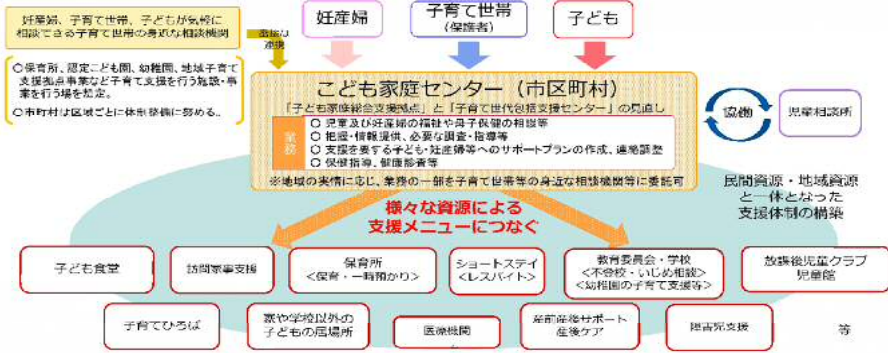 妊産婦、子育て世帯、子どもが気軽に
相談できる子育て世帯の身近な相談機関
密接な
連携
妊産婦
子育て世帯
(保護者)
子ども
○保育所、認定こども園、幼稚園、地域子育て
支援拠点事業など子育て支援を行う施設・事
業を行う場を想定。
○市町村は区域ごとに体制整備に努める。
こども家庭センター(市区町村)
「子ども家庭総合支援拠点」と「子育て世代包括支援センター」の見直し
業務
○ 児童及び妊産婦の福祉や母子保健の相談等
○ 把握・情報提供、必要な調査・指導等
○ 支援を要する子ども・妊産婦等へのサポートプランの作成、連絡調整
○ 保健指導、健康診査等
※地域の実情に応じ、業務の一部を子育て世帯等の身近な相談機関等に委託可
協働
児童相談所
様々な資源による
支援メニューにつなぐ
民間資源・地域資源
と一体となった
支援体制の構築
子ども食堂
訪問家事支援
保育所
<保育・一時預かり>
ショートステイ
<レスパイト>
教育委員会・学校
<不登校・いじめ相談>
<幼稚園の子育て支援等>
放課後児童クラブ
児童館
子育てひろば
家や学校以外の
子どもの居場所
医療機関
産前産後サポート
産後ケア
障害児支援
等